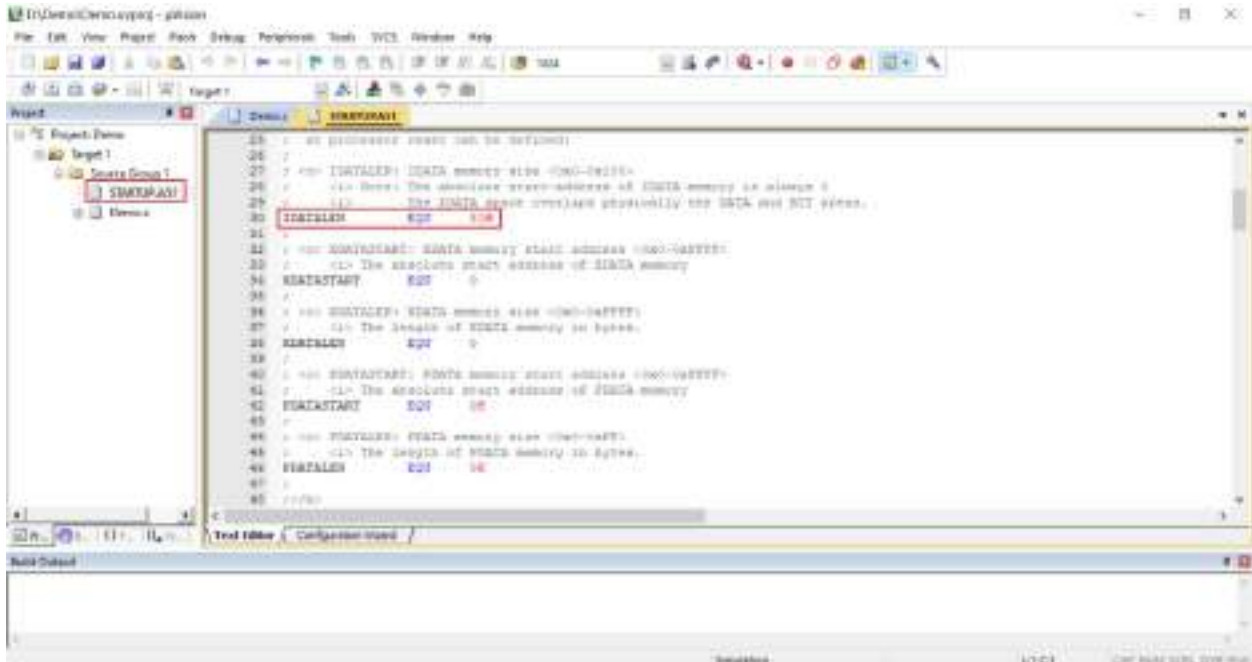 D:\Demo\Demo.uvproj - µVision
File Edit View Project Flash Debug Peripherals Tools SVCS Window Help
Target 1
Project
Demo.c STARTUP.A51
Project: Demo
Target 1
Source Group 1
STARTUP.A51
Demo.c
25 ; at processor reset can be defined:
26 ;
27 ; <o> IDATALEN: IDATA memory size <0x0-0x100>
28 ; <i> Note: The absolute start-address of IDATA memory is always 0
29 ; <i> The IDATA space overlaps physically the DATA and BIT areas.
30 IDATALEN EQU
31 ;
32 ; <o> XDATASTART: XDATA memory start address <0x0-0xFFFF>
33 ; <i> The absolute start address of XDATA memory
34 XDATASTART EQU 0
35 ;
36 ; <o> XDATALEN: XDATA memory size <0x0-0xFFFF>
37 ; <i> The length of XDATA memory in bytes.
38 XDATALEN EQU 0
39 ;
40 ; <o> PDATASTART: PDATA memory start address <0x0-0xFFFF>
41 ; <i> The absolute start address of PDATA memory
42 PDATASTART EQU 0H
43 ;
44 ; <o> PDATALEN: PDATA memory size <0x0-0xFF>
45 ; <i> The length of PDATA memory in bytes.
46 PDATALEN EQU 0H
47 ;
48 ;</h>
Text Editor Configuration Wizard
Build Output
Simulation